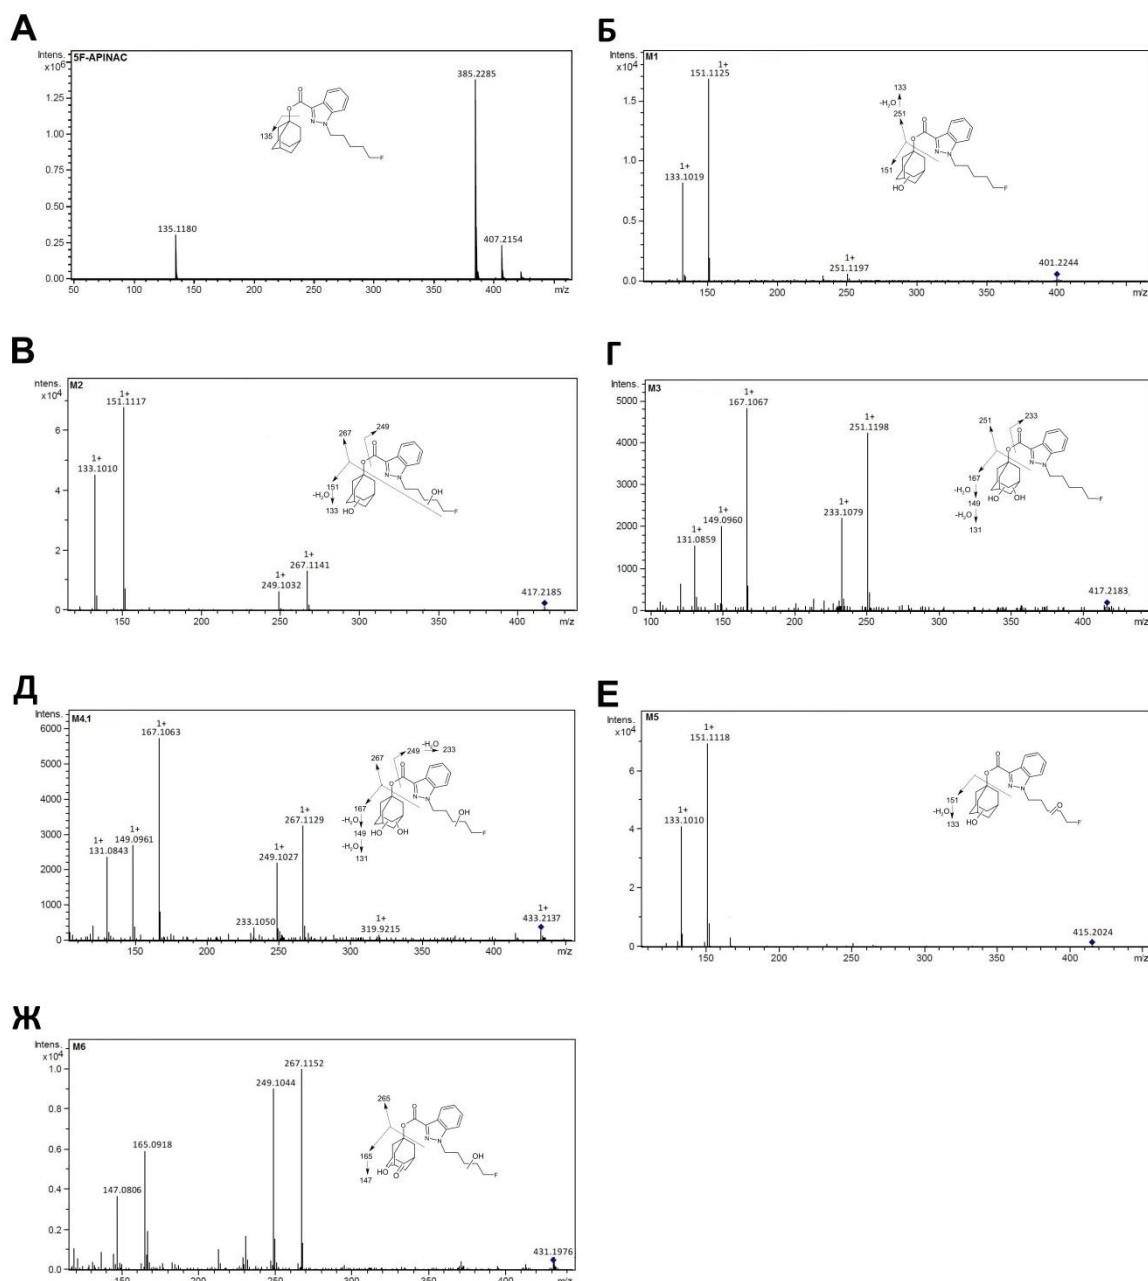 А
Intens.
x10⁶
5F-APINAC
385.2285
135
O
O
N
N
F
1.25
1.00
0.75
0.50
0.25
0.00
135.1180
407.2154
50
100
150
200
250
300
350
400
m/z
Б
Intens.
x10⁴
M1
1+
151.1125
133
-H₂O
251
O
O
N
N
151
HO
F
1.5
1.0
0.5
0.0
1+
133.1019
1+
251.1197
401.2244
150
200
250
300
350
400
m/z
В
ntens.
x10⁴
M2
1+
151.1117
267
249
O
O
N
N
151
-H₂O
133
HO
OH
F
6
4
2
0
1+
133.1010
1+
267.1141
1+
249.1032
417.2185
150
200
250
300
350
400
m/z
Г
Intens.
M3
1+
167.1067
1+
251.1198
251
233
O
O
N
N
167
-H₂O
149
-H₂O
131
HO
OH
F
5000
4000
3000
2000
1000
0
1+
233.1079
1+
149.0960
1+
131.0859
417.2183
100
150
200
250
300
350
400
m/z
Д
Intens.
M4.1
1+
167.1063
267
249
-H₂O
233
O
O
N
N
167
-H₂O
149
-H₂O
131
HO
OH
OH
F
6000
5000
4000
3000
2000
1000
0
1+
267.1129
1+
149.0961
1+
131.0843
1+
249.1027
233.1050
1+
319.9215
1+
433.2137
150
200
250
300
350
400
m/z
Е
Intens.
x10⁴
M5
1+
151.1118
O
O
N
N
151
-H₂O
133
HO
O
F
6
4
2
0
1+
133.1010
415.2024
150
200
250
300
350
400
m/z
Ж
Intens.
x10⁴
M6
267.1152
249.1044
265
O
O
N
N
165
147
HO
O
OH
F
1.0
0.8
0.6
0.4
0.2
0.0
165.0918
147.0806
431.1976
150
200
250
300
350
400
m/z